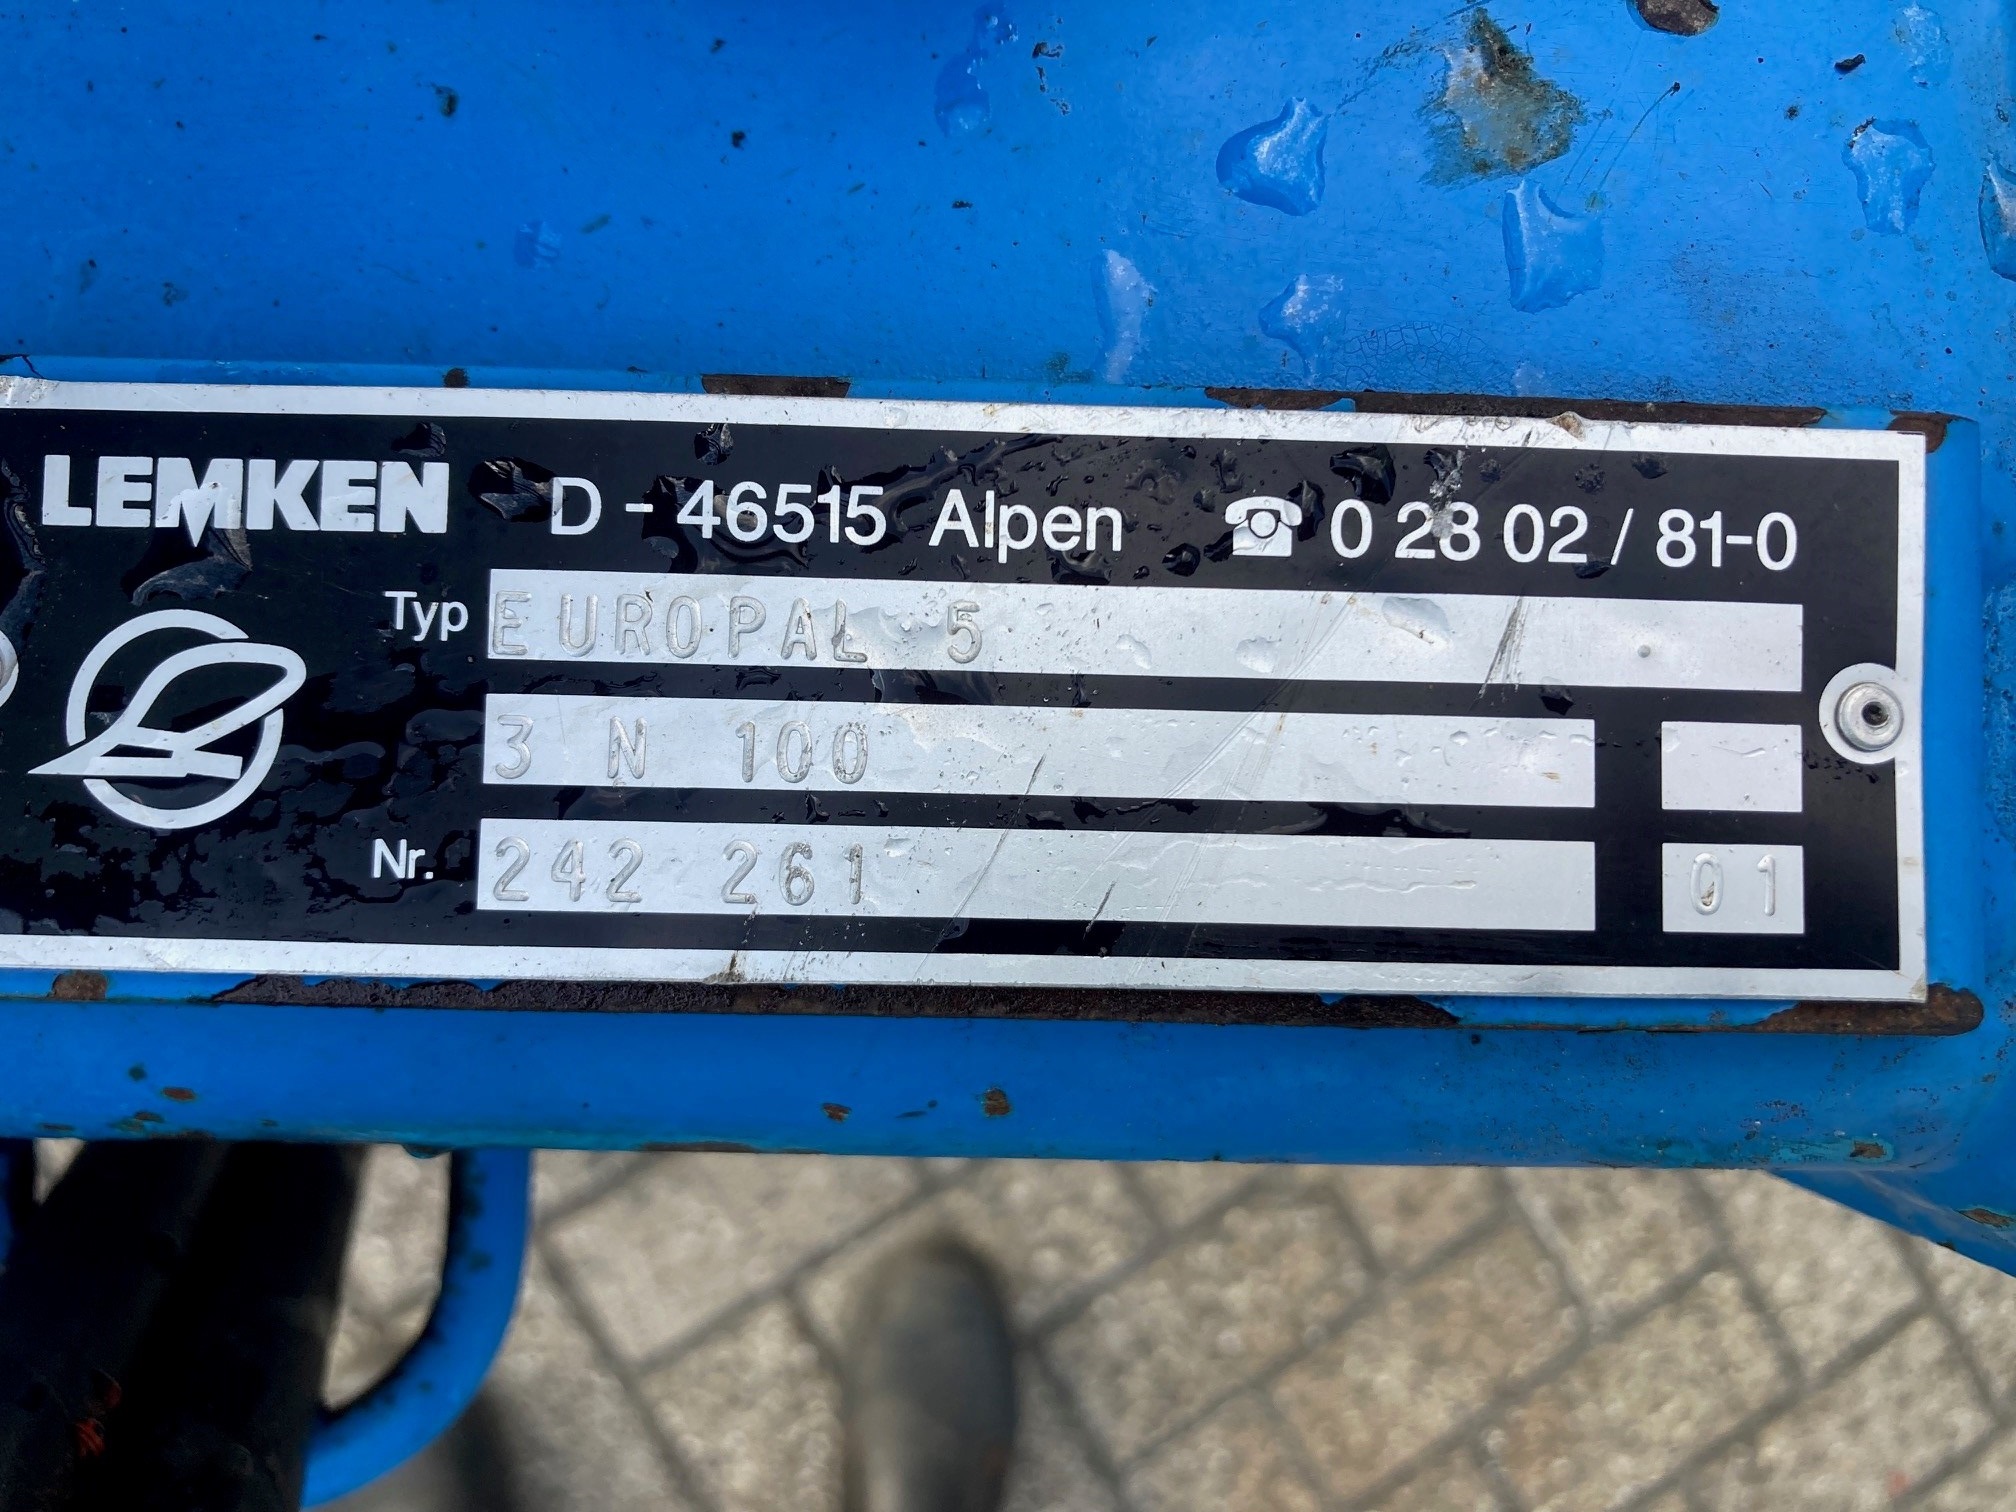 LEMKEN D - 46515 Alpen ☎ 0 28 02 / 81-0
Typ EUROPAL 5
3 N 100
Nr. 242 261 01